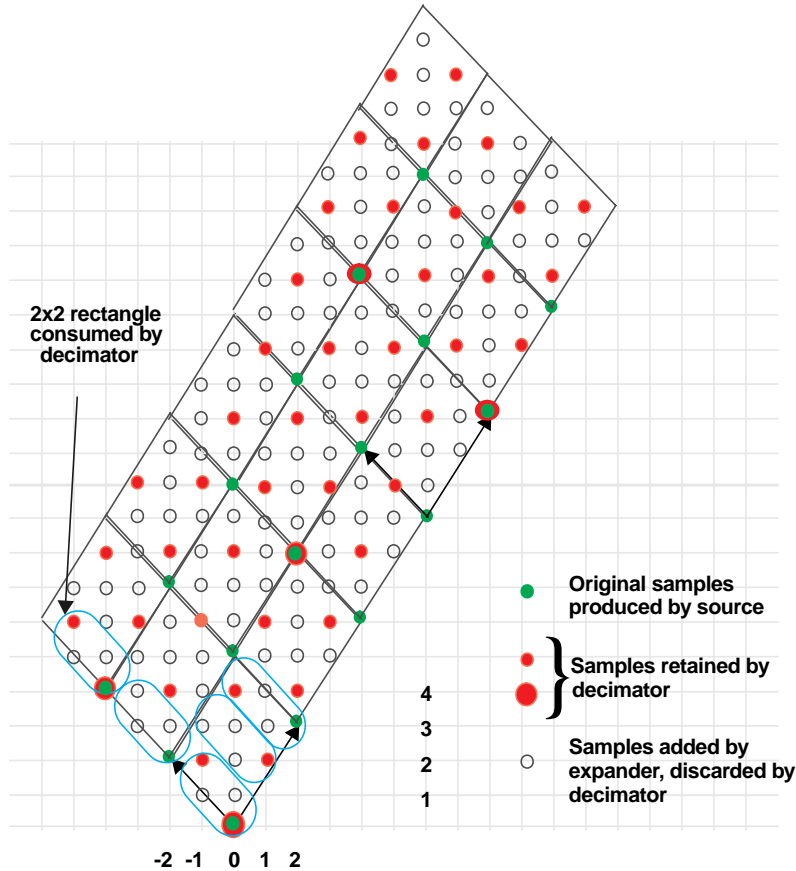 2x2 rectangle
consumed by
decimator
Original samples
produced by source
Samples retained by
decimator
Samples added by
expander, discarded by
decimator
4
3
2
1
-2 -1 0 1 2